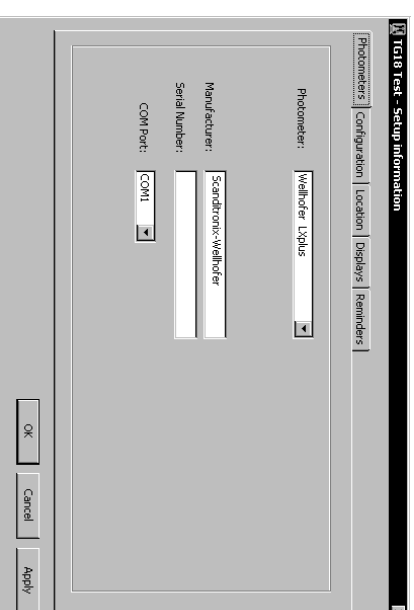 TG18 Test - Setup information
Photometers Configuration Location Displays Reminders
Photometer: Wellhofer LXplus
Manufacturer: Scanditronix-Wellhofer
Serial Number:
COM Port: COM1
OK Cancel Apply